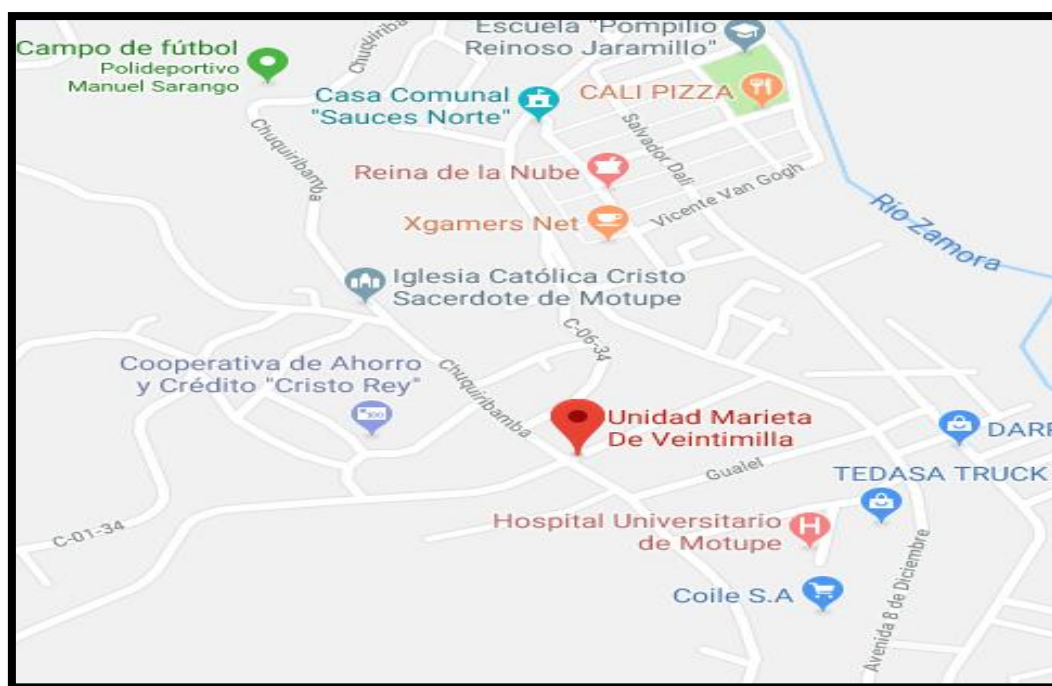 Escuela "Pompilio
Reinoso Jaramillo"
Chuquiribamba
Campo de fútbol
Polideportivo
Manuel Sarango
CALI PIZZA
Casa Comunal
"Sauces Norte"
Salvador Dalí
Chuquiribamba
Reina de la Nube
Vicente Van Gogh
Xgamers Net
Río Zamora
Iglesia Católica Cristo
Sacerdote de Motupe
C-06-34
Cooperativa de Ahorro
y Crédito "Cristo Rey"
Chuquiribamba
Unidad Marieta
De Veintimilla
DARE
Gualel
TEDASA TRUCK
Hospital Universitario
de Motupe
C-01-34
Coile S.A
Avenida 8 de Diciembre